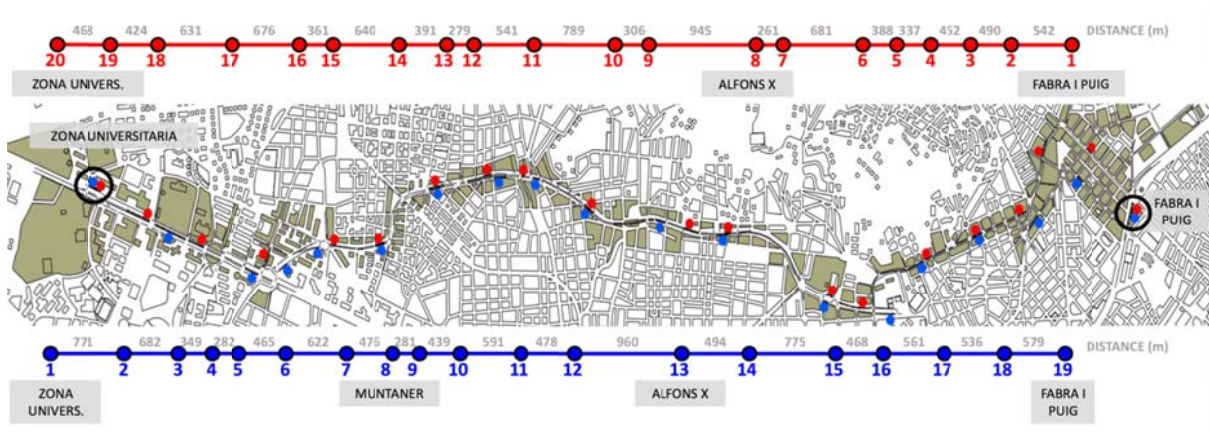 468 424 631 676 361 640 391 279 541 789 306 945 261 681 388 337 452 490 542 DISTANCE (m)
20 19 18 17 16 15 14 13 12 11 10 9 8 7 6 5 4 3 2 1
ZONA UNIVERS. ALFONS X FABRA I PUIG
ZONA UNIVERSITARIA
FABRA I
PUIG
771 682 349 282 465 622 475 281 439 591 478 960 494 775 468 561 536 579 DISTANCE (m)
1 2 3 4 5 6 7 8 9 10 11 12 13 14 15 16 17 18 19
ZONA
UNIVERS.
MUNTANER
ALFONS X
FABRA I
PUIG